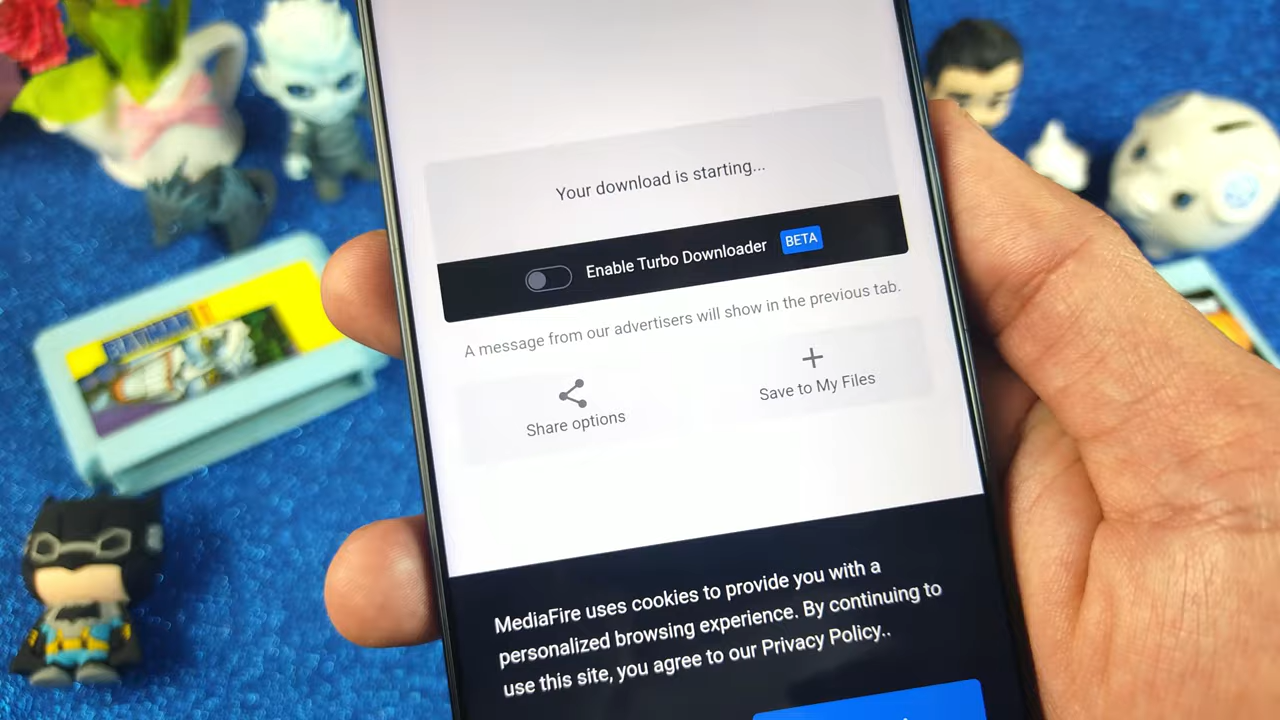 Your download is starting...
Enable Turbo Downloader BETA
A message from our advertisers will show in the previous tab.
Share options
Save to My Files
MediaFire uses cookies to provide you with a
personalized browsing experience. By continuing to
use this site, you agree to our Privacy Policy..